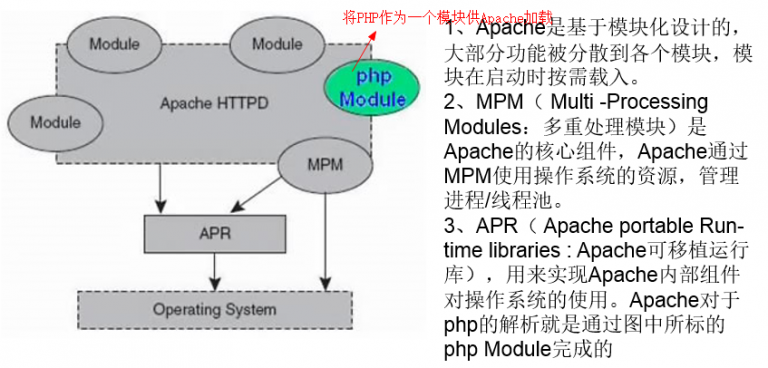 将PHP作为一个模块供Apache加载
Module
Module
php
Module
Apache HTTPD
Module
MPM
APR
Operating System
1、Apache是基于模块化设计的,
大部分功能被分散到各个模块，模
块在启动时按需载入。
2、MPM（ Multi -Processing
Modules：多重处理模块）是
Apache的核心组件，Apache通过
MPM使用操作系统的资源，管理
进程/线程池。
3、APR（ Apache portable Run-
time libraries : Apache可移植运行
库），用来实现Apache内部组件
对操作系统的使用。Apache对于
php的解析就是通过图中所标的
php Module完成的